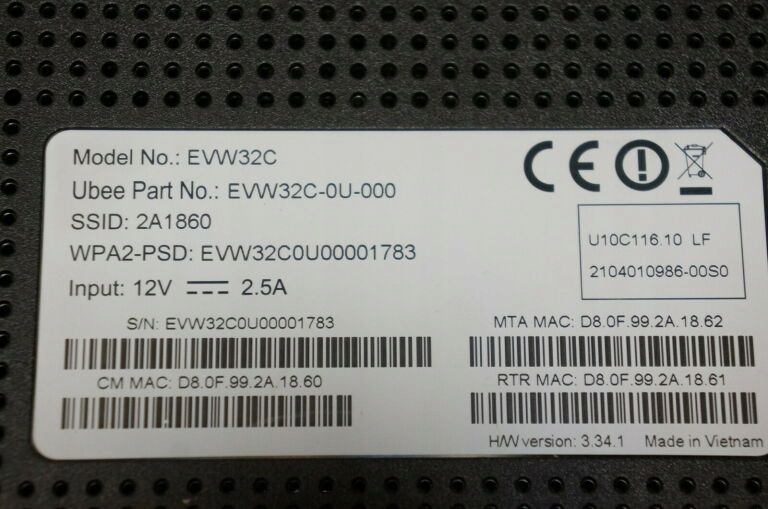 Model No.: EVW32C
Ubee Part No.: EVW32C-0U-000
SSID: 2A1860
WPA2-PSD: EVW32C0U00001783
Input: 12V ⎓ 2.5A
CE
U10C116.10 LF
2104010986-00S0
S/N: EVW32C0U00001783
MTA MAC: D8.0F.99.2A.18.62
CM MAC: D8.0F.99.2A.18.60
RTR MAC: D8.0F.99.2A.18.61
H/W version: 3.34.1 Made in Vietnam